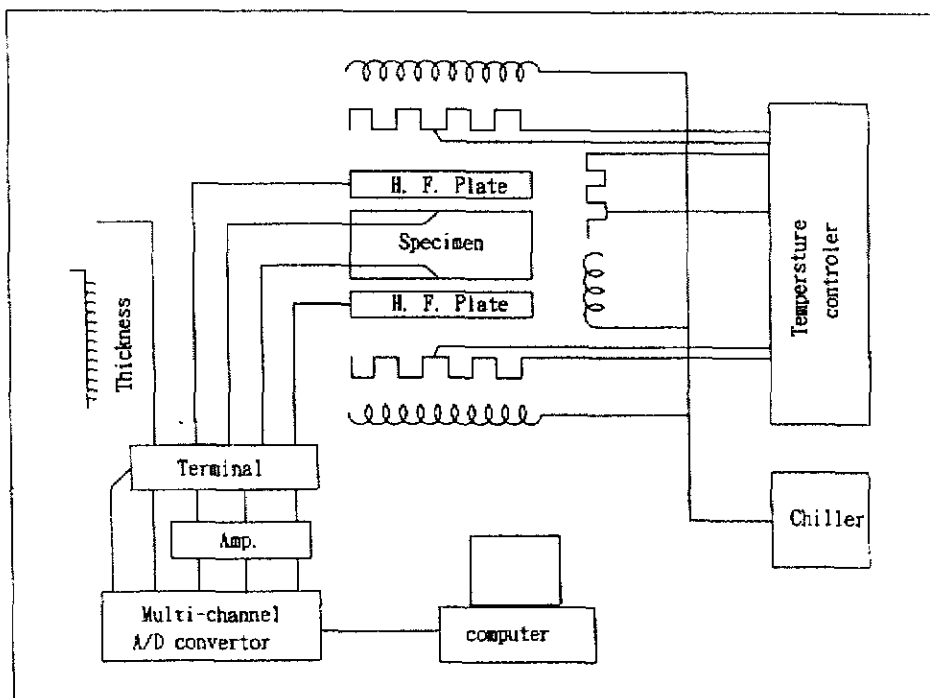 H. F. Plate
Specimen
H. F. Plate
Thickness
Tempersture
controler
Terminal
Chiller
Amp.
Multi-channel
A/D convertor
computer